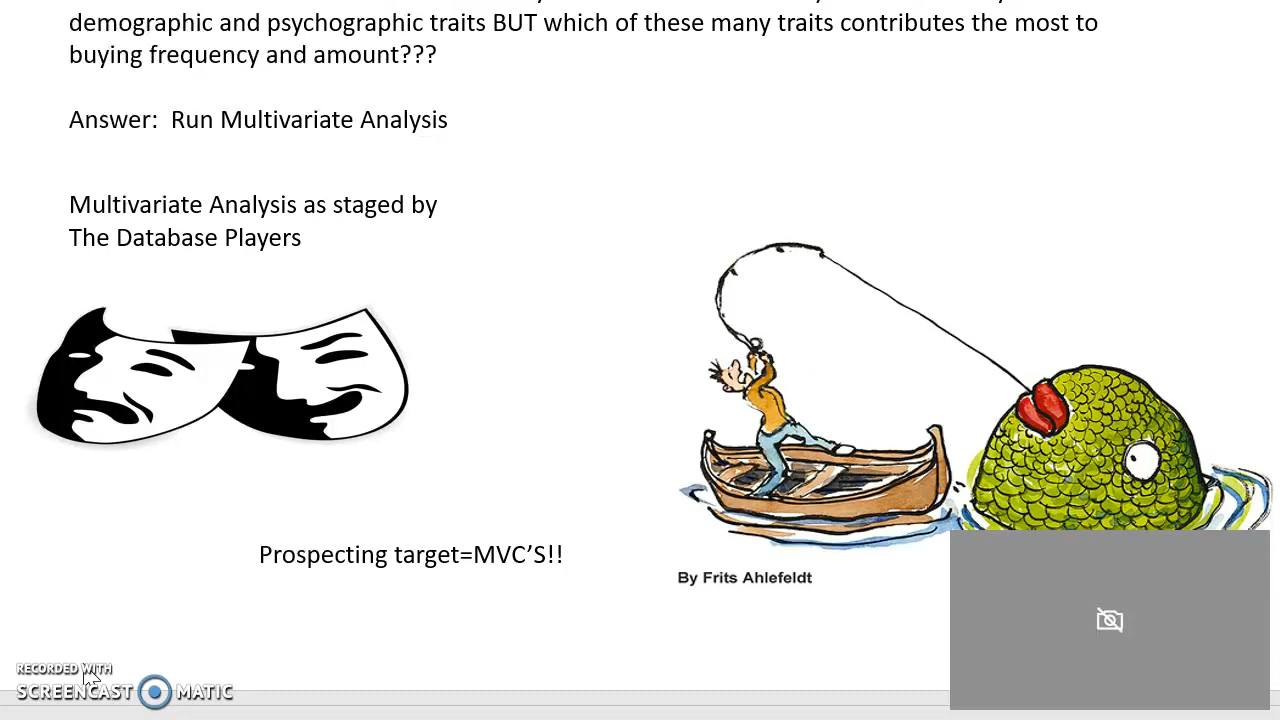 demographic and psychographic traits BUT which of these many traits contributes the most to
buying frequency and amount???
Answer:  Run Multivariate Analysis
Multivariate Analysis as staged by
The Database Players
Prospecting target=MVC’S!!
By Frits Ahlefeldt
RECORDED WITH
SCREENCAST MATIC